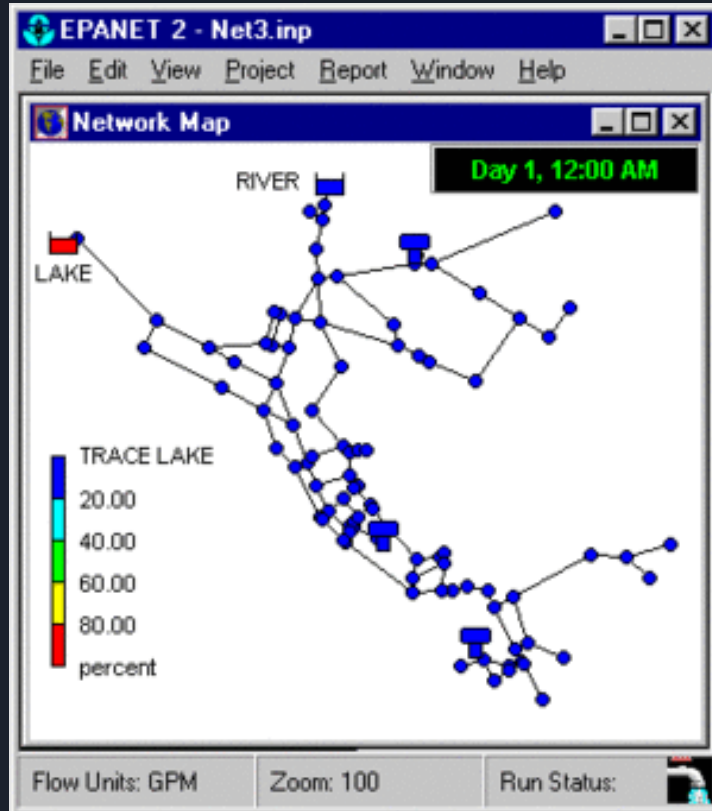 EPANET 2 - Net3.inp
File Edit View Project Report Window Help
Network Map
Day 1, 12:00 AM
RIVER
LAKE
TRACE LAKE
20.00
40.00
60.00
80.00
percent
Flow Units: GPM Zoom: 100 Run Status: